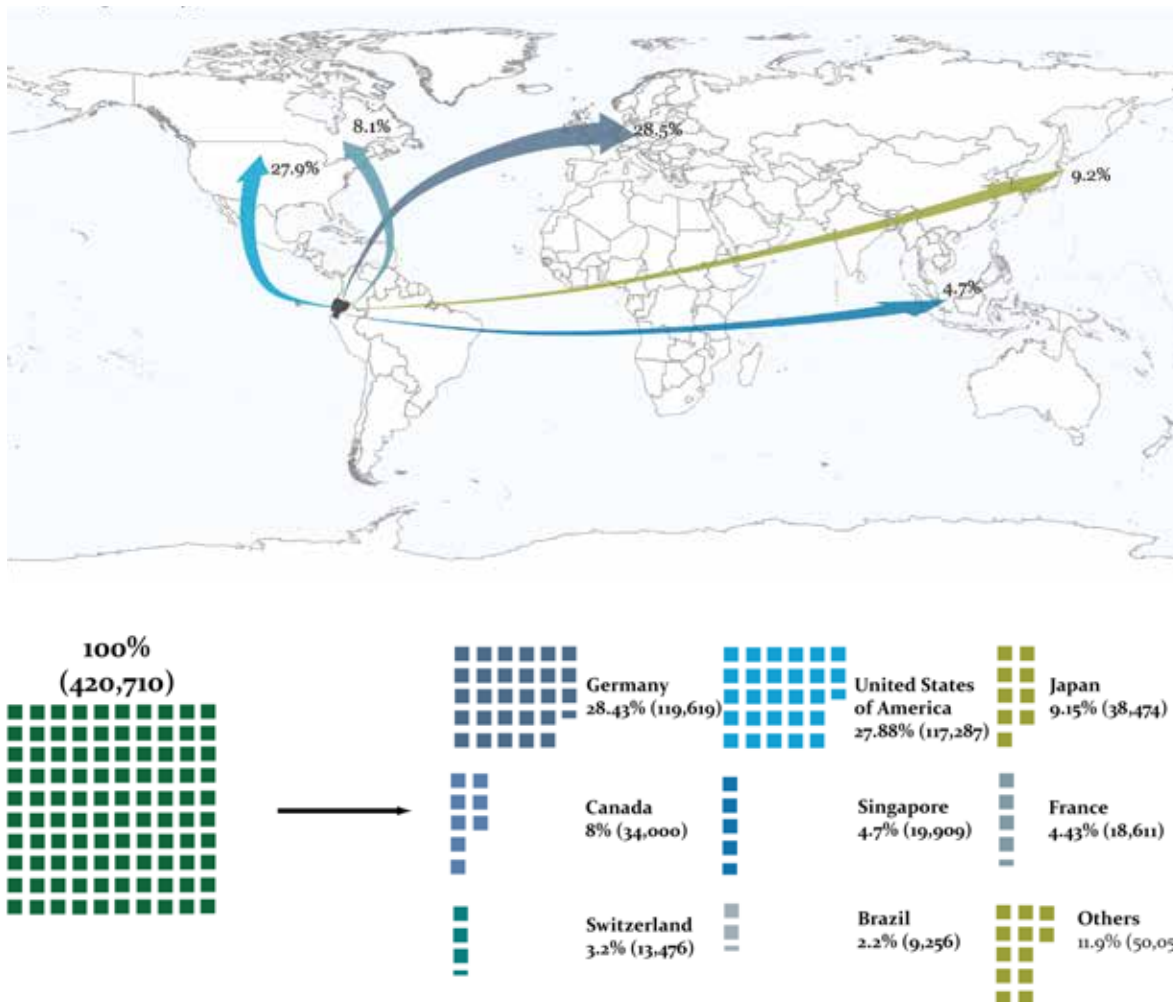 8.1%
28.5%
27.9%
9.2%
4.7%
100%
(420,710)
Germany
28.43% (119,619)
United States
of America
27.88% (117,287)
Japan
9.15% (38,474)
Canada
8% (34,000)
Singapore
4.7% (19,909)
France
4.43% (18,611)
Switzerland
3.2% (13,476)
Brazil
2.2% (9,256)
Others
11.9%